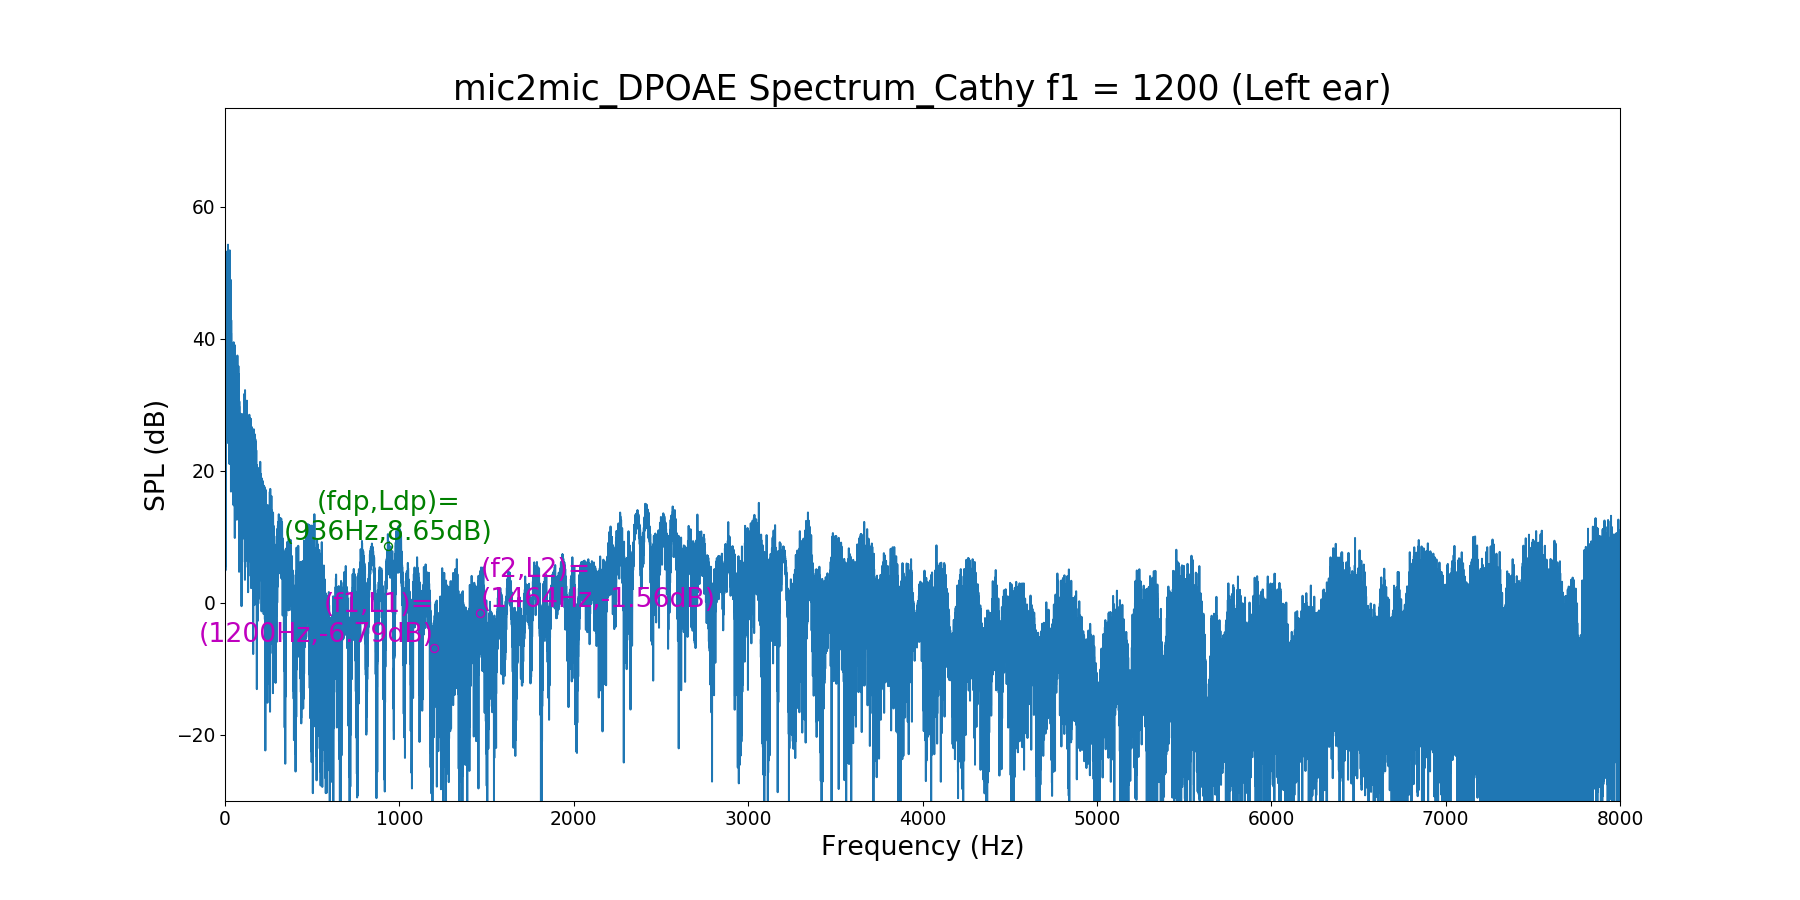 mic2mic_DPOAE Spectrum_Cathy f1 = 1200 (Left ear)
SPL (dB)
60
40
20
0
−20
(fdp,Ldp)=
(936Hz,8.65dB)
(f2,L2)=
(1464Hz,-1.56dB)
(f1,L1)=
(1200Hz,-6.79dB)
0 1000 2000 3000 4000 5000 6000 7000 8000
Frequency (Hz)